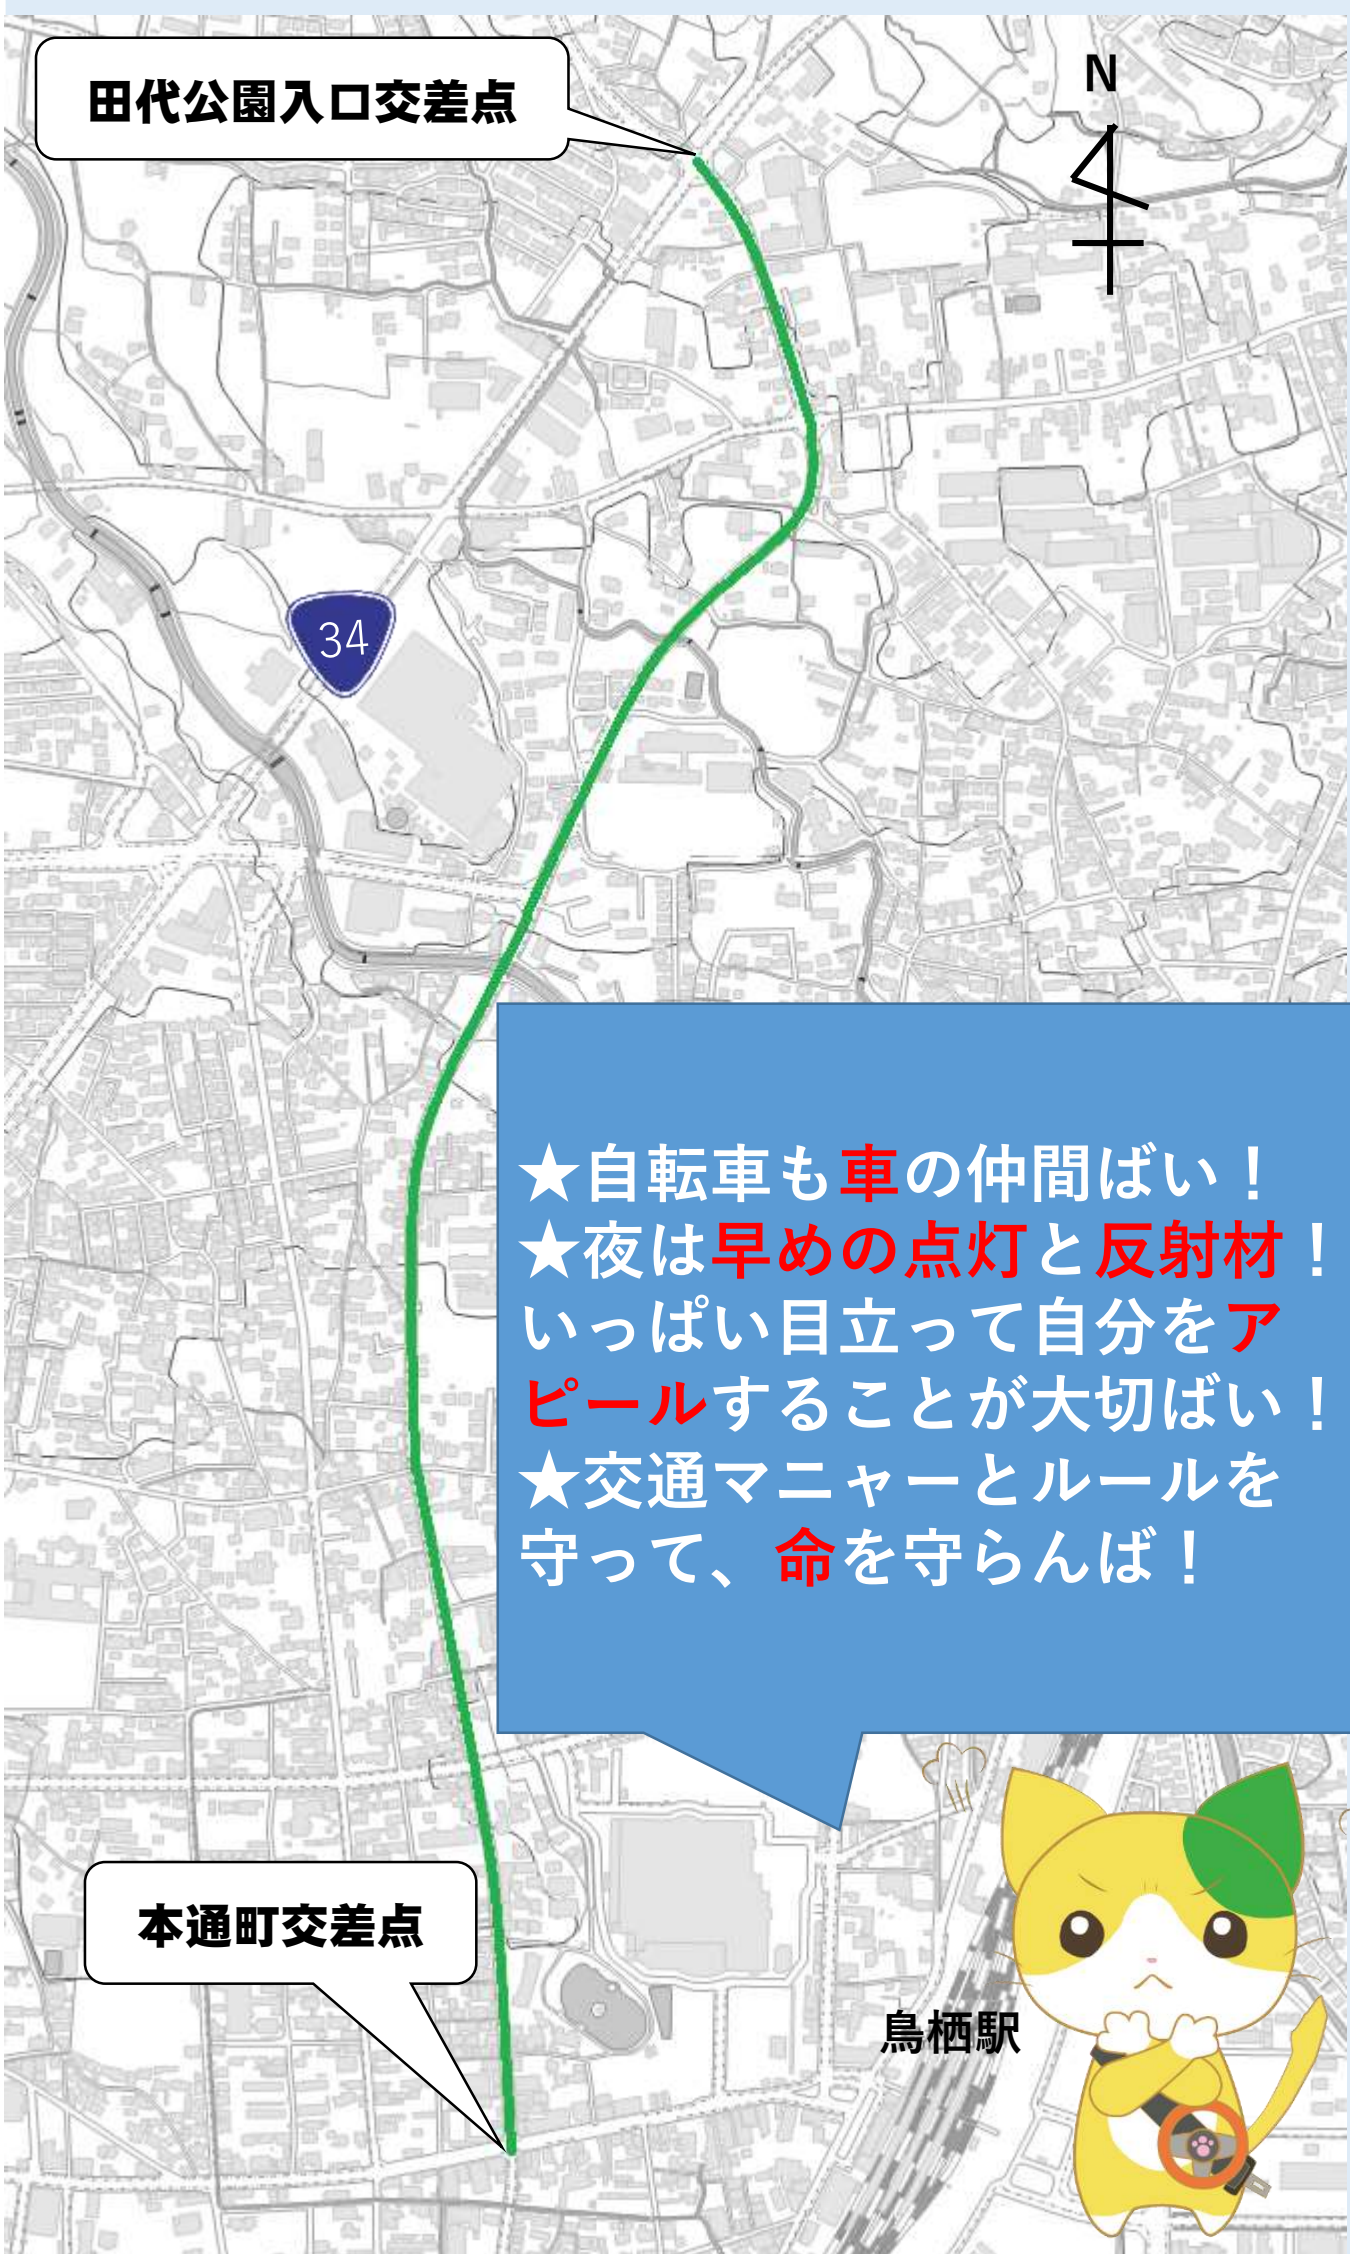 田代公園入口交差点
N
34
★自転車も車の仲間ばい！
★夜は早めの点灯と反射材！
いっぱい目立って自分をア
ピールすることが大切ばい！
★交通マニャーとルールを
守って、命を守らんば！
本通町交差点
鳥栖駅